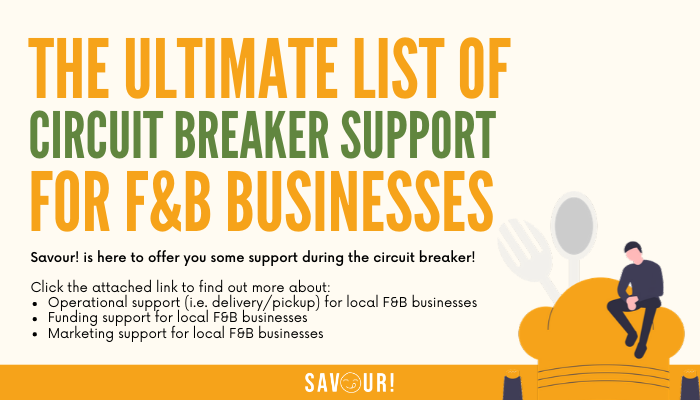 THE ULTIMATE LIST OF
CIRCUIT BREAKER SUPPORT
FOR F&B BUSINESSES
Savour! is here to offer you some support during the circuit breaker!
Click the attached link to find out more about:
• Operational support (i.e. delivery/pickup) for local F&B businesses
• Funding support for local F&B businesses
• Marketing support for local F&B businesses
SAVOUR!